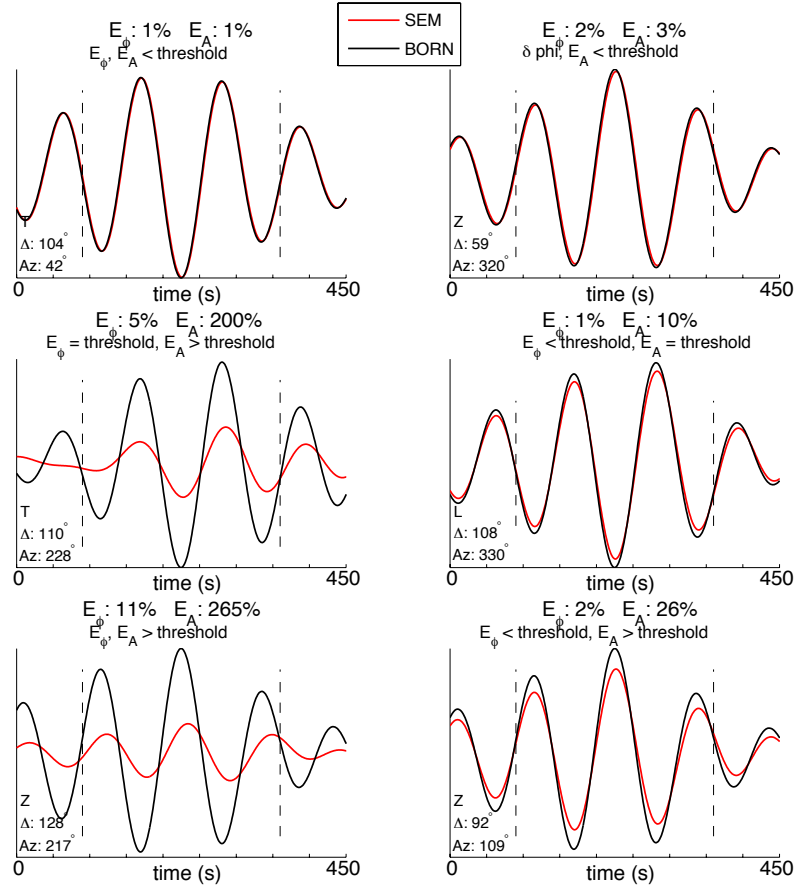 SEM
BORN
E_ϕ: 1% E_A: 1%
E_ϕ, E_A < threshold
T
Δ: 104°
Az: 42°
0 450
time (s)
E_ϕ: 2% E_A: 3%
δ phi, E_A < threshold
Z
Δ: 59°
Az: 320°
0 450
time (s)
E_ϕ: 5% E_A: 200%
E_ϕ = threshold, E_A > threshold
T
Δ: 110°
Az: 228°
0 450
time (s)
E_ϕ: 1% E_A: 10%
E_ϕ < threshold, E_A = threshold
L
Δ: 108°
Az: 330°
0 450
time (s)
E_ϕ: 11% E_A: 265%
E_ϕ, E_A > threshold
Z
Δ: 128°
Az: 217°
0 450
time (s)
E_ϕ: 2% E_A: 26%
E_ϕ < threshold, E_A > threshold
Z
Δ: 92°
Az: 109°
0 450
time (s)